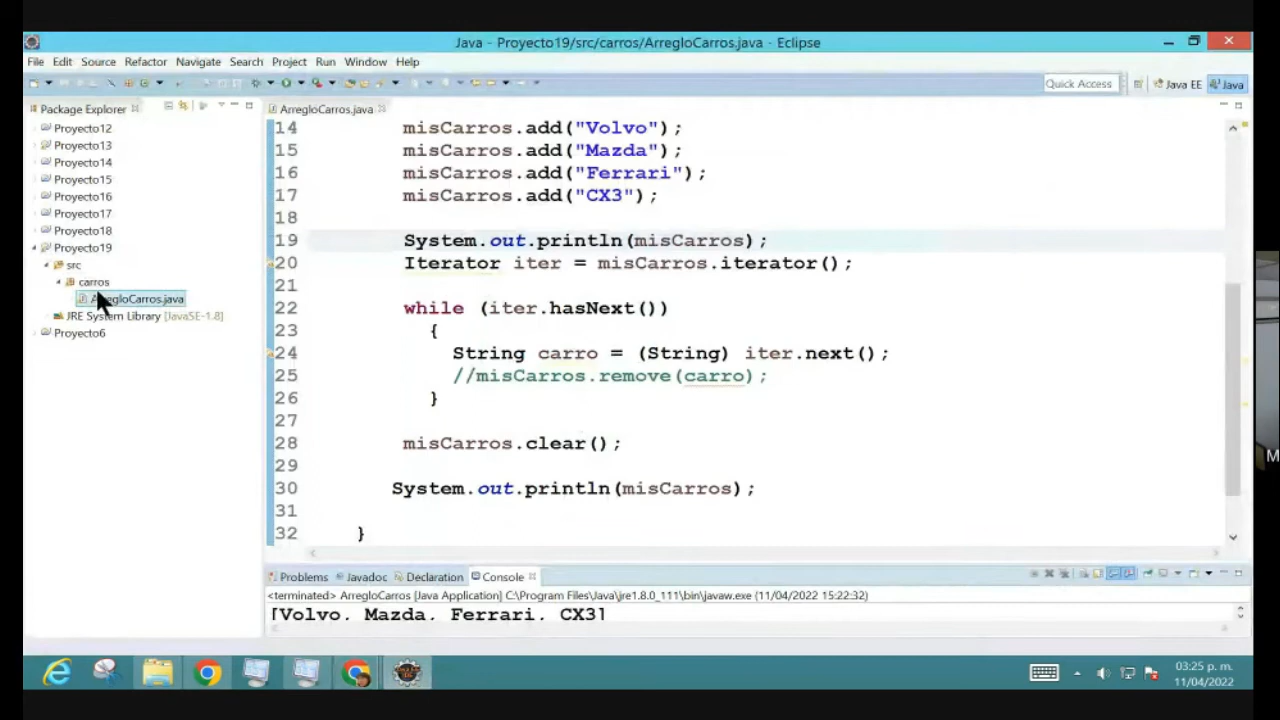 Java - Proyecto19/src/carros/ArregloCarros.java - Eclipse
File Edit Source Refactor Navigate Search Project Run Window Help
Quick Access Java EE Java
Package Explorer
Proyecto12
Proyecto13
Proyecto14
Proyecto15
Proyecto16
Proyecto17
Proyecto18
Proyecto19
src
carros
ArregloCarros.java
JRE System Library [JavaSE-1.8]
Proyecto6
ArregloCarros.java
14 misCarros.add("Volvo");
15 misCarros.add("Mazda");
16 misCarros.add("Ferrari");
17 misCarros.add("CX3");
18
19 System.out.println(misCarros);
20 Iterator iter = misCarros.iterator();
21
22 while (iter.hasNext())
23 {
24 String carro = (String) iter.next();
25 //misCarros.remove(carro);
26 }
27
28 misCarros.clear();
29
30 System.out.println(misCarros);
31
32 }
Problems Javadoc Declaration Console
<terminated> ArregloCarros [Java Application] C:\Program Files\Java\jre1.8.0_111\bin\javaw.exe (11/04/2022 15:22:32)
[Volvo, Mazda, Ferrari, CX3]
03:25 p. m.
11/04/2022
M